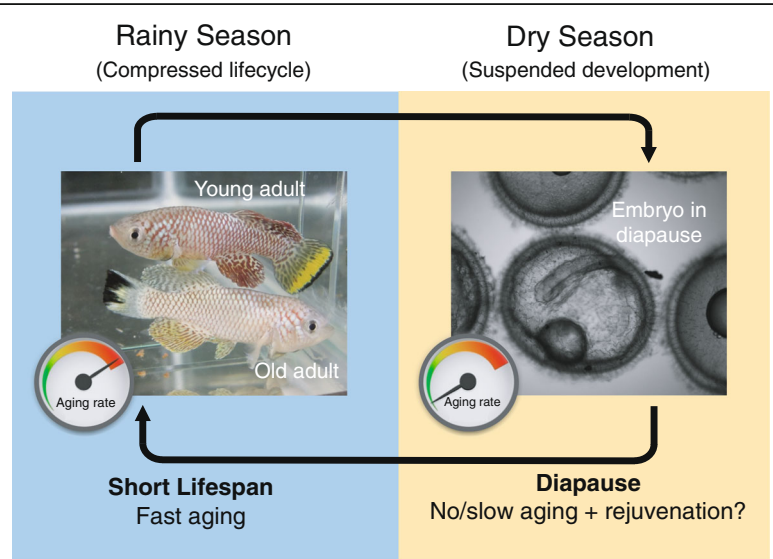 Rainy Season
(Compressed lifecycle)
Dry Season
(Suspended development)
Young adult
Old adult
Aging rate
Embryo in
diapause
Aging rate
Short Lifespan
Fast aging
Diapause
No/slow aging + rejuvenation?